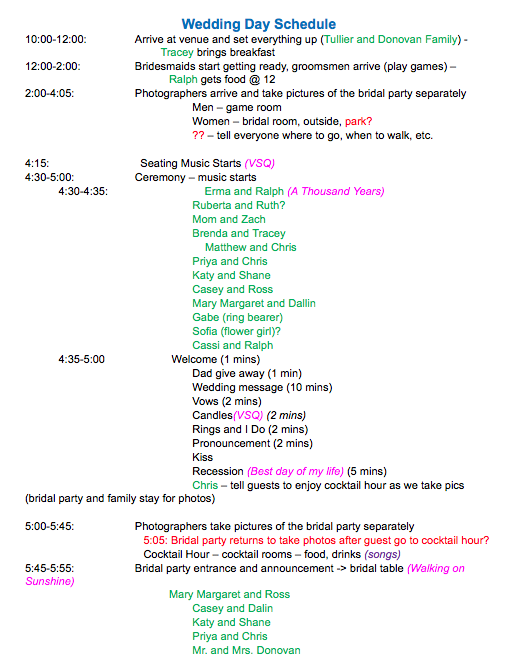 Wedding Day Schedule
10:00-12:00: Arrive at venue and set everything up (Tullier and Donovan Family) -
Tracey brings breakfast
12:00-2:00: Bridesmaids start getting ready, groomsmen arrive (play games) –
Ralph gets food @ 12
2:00-4:05: Photographers arrive and take pictures of the bridal party separately
Men – game room
Women – bridal room, outside, park?
?? – tell everyone where to go, when to walk, etc.
4:15: Seating Music Starts (VSQ)
4:30-5:00: Ceremony – music starts
4:30-4:35: Erma and Ralph (A Thousand Years)
Ruberta and Ruth?
Mom and Zach
Brenda and Tracey
Matthew and Chris
Priya and Chris
Katy and Shane
Casey and Ross
Mary Margaret and Dallin
Gabe (ring bearer)
Sofia (flower girl)?
Cassi and Ralph
4:35-5:00 Welcome (1 mins)
Dad give away (1 min)
Wedding message (10 mins)
Vows (2 mins)
Candles(VSQ) (2 mins)
Rings and I Do (2 mins)
Pronouncement (2 mins)
Kiss
Recession (Best day of my life) (5 mins)
Chris – tell guests to enjoy cocktail hour as we take pics
(bridal party and family stay for photos)
5:00-5:45: Photographers take pictures of the bridal party separately
5:05: Bridal party returns to take photos after guest go to cocktail hour?
Cocktail Hour – cocktail rooms – food, drinks (songs)
5:45-5:55: Bridal party entrance and announcement -> bridal table (Walking on
Sunshine)
Mary Margaret and Ross
Casey and Dalin
Katy and Shane
Priya and Chris
Mr. and Mrs. Donovan